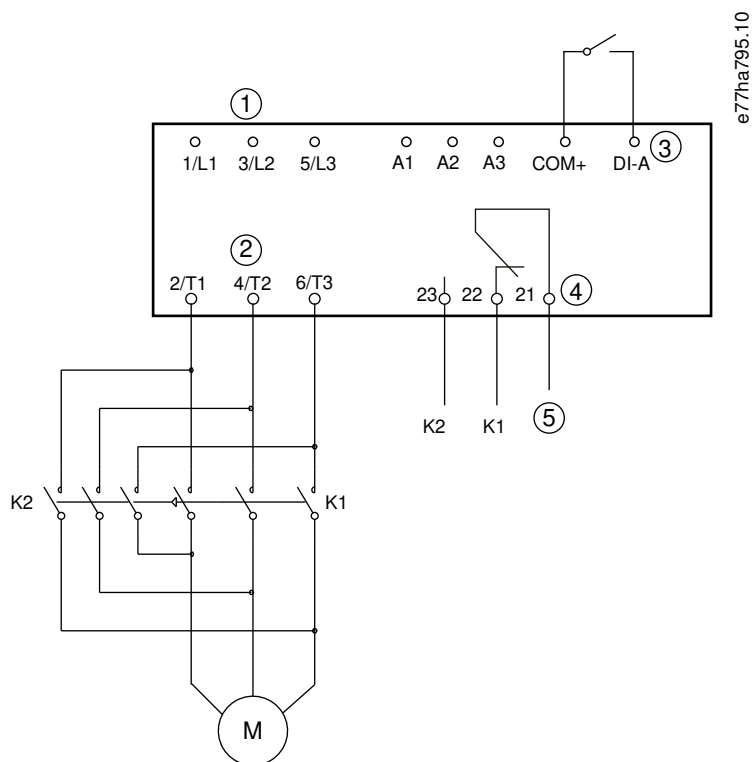 e77ha795.10
1
1/L1 3/L2 5/L3 A1 A2 A3 COM+ DI-A 3
2
2/T1 4/T2 6/T3 23 22 21 4
K2 K1 5
K2 K1
M